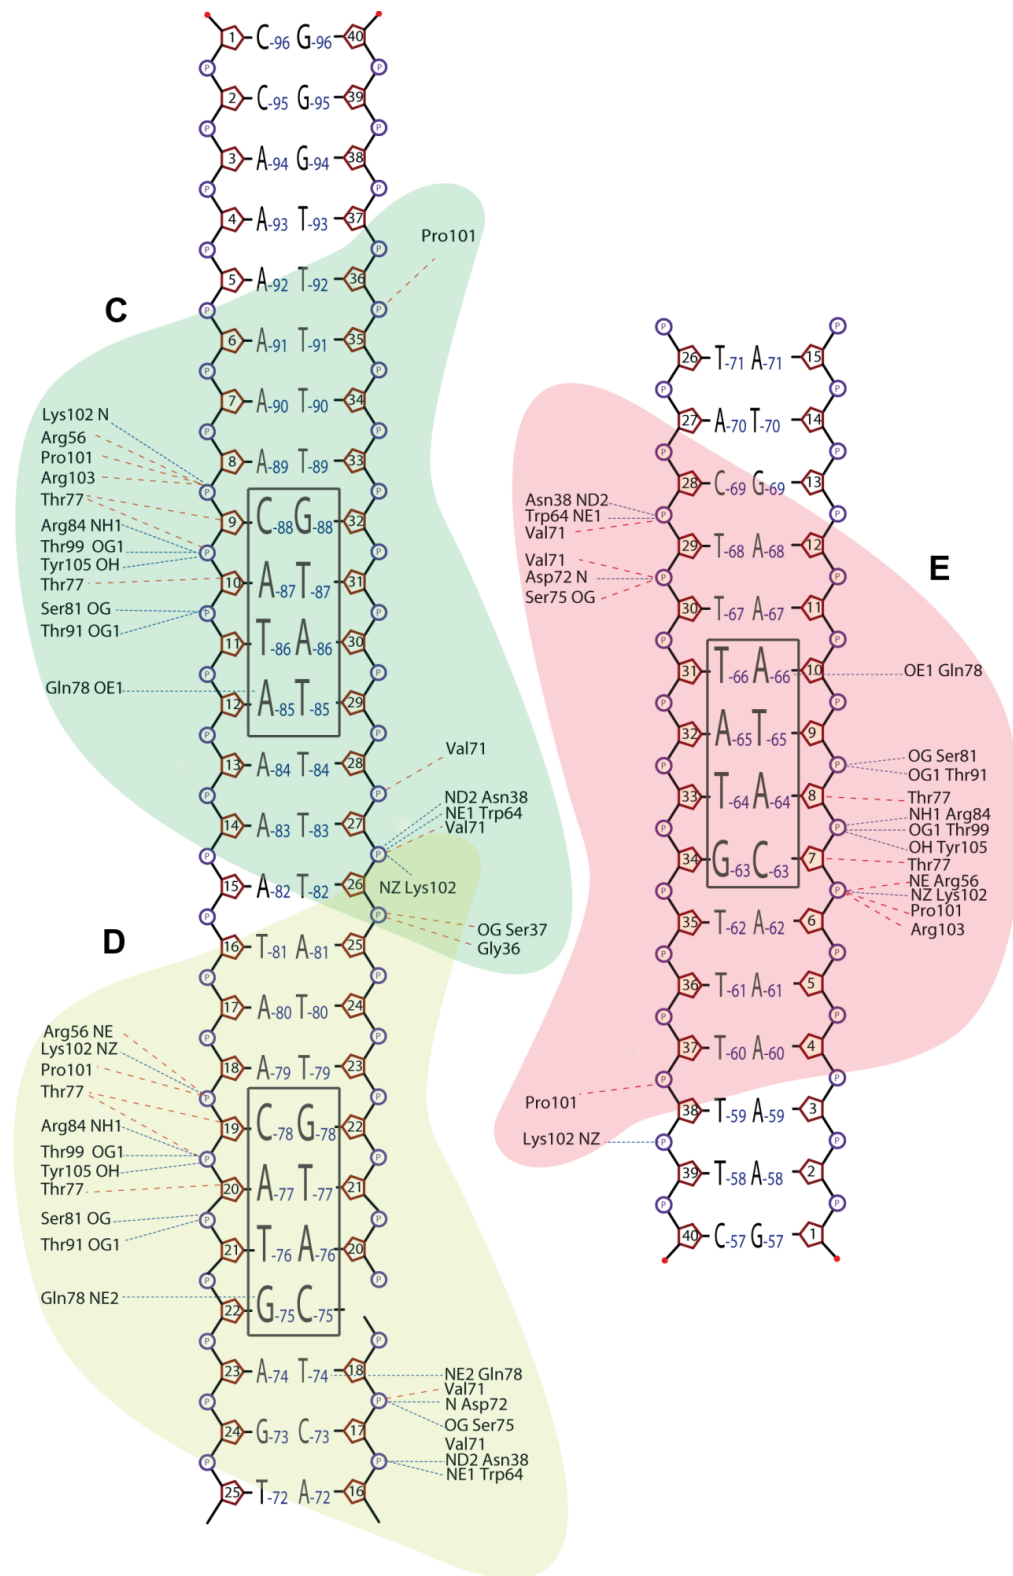 1 C-96 G-96 40
P P
2 C-95 G-95 39
P P
3 A-94 G-94 38
P P
4 A-93 T-93 37
P P
5 A-92 T-92 36
P P
6 A-91 T-91 35
P P
7 A-90 T-90 34
P P
8 A-89 T-89 33
P P
9 C-88 G-88 32
P P
10 A-87 T-87 31
P P
11 T-86 A-86 30
P P
12 A-85 T-85 29
P P
13 A-84 T-84 28
P P
14 A-83 T-83 27
P P
15 A-82 T-82 26
P P
16 T-81 A-81 25
P P
17 A-80 T-80 24
P P
18 A-79 T-79 23
P P
19 C-78 G-78 22
P P
20 A-77 T-77 21
P P
21 T-76 A-76 20
P P
22 G-75 C-75
P P
23 A-74 T-74 18
P P
24 G-73 C-73 17
P P
25 T-72 A-72 16
C
Lys102 N
Arg56
Pro101
Arg103
Thr77
Arg84 NH1
Thr99 OG1
Tyr105 OH
Thr77
Ser81 OG
Thr91 OG1
Gln78 OE1
Pro101
Val71
ND2 Asn38
NE1 Trp64
Val71
NZ Lys102
OG Ser37
Gly36
D
Arg56 NE
Lys102 NZ
Pro101
Thr77
Arg84 NH1
Thr99 OG1
Tyr105 OH
Thr77
Ser81 OG
Thr91 OG1
Gln78 NE2
NE2 Gln78
Val71
N Asp72
OG Ser75
Val71
ND2 Asn38
NE1 Trp64
P P
26 T-71 A-71 15
P P
27 A-70 T-70 14
P P
28 C-69 G-69 13
P P
29 T-68 A-68 12
P P
30 T-67 A-67 11
P P
31 T-66 A-66 10
P P
32 A-65 T-65 9
P P
33 T-64 A-64 8
P P
34 G-63 C-63 7
P P
35 T-62 A-62 6
P P
36 T-61 A-61 5
P P
37 T-60 A-60 4
P P
38 T-59 A-59 3
P P
39 T-58 A-58 2
P P
40 C-57 G-57 1
E
Asn38 ND2
Trp64 NE1
Val71
Val71
Asp72 N
Ser75 OG
Pro101
Lys102 NZ
OE1 Gln78
OG Ser81
OG1 Thr91
Thr77
NH1 Arg84
OG1 Thr99
OH Tyr105
Thr77
NE Arg56
NZ Lys102
Pro101
Arg103